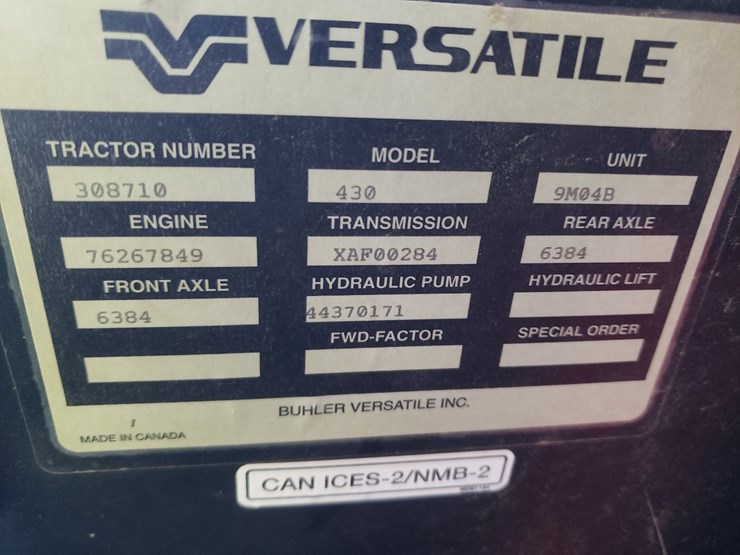 VERSATILE
TRACTOR NUMBER MODEL UNIT
308710 430 9M04B
ENGINE TRANSMISSION REAR AXLE
76267849 XAF00284 6384
FRONT AXLE HYDRAULIC PUMP HYDRAULIC LIFT
6384 44370171
FWD-FACTOR SPECIAL ORDER
BUHLER VERSATILE INC.
MADE IN CANADA
CAN ICES-2/NMB-2